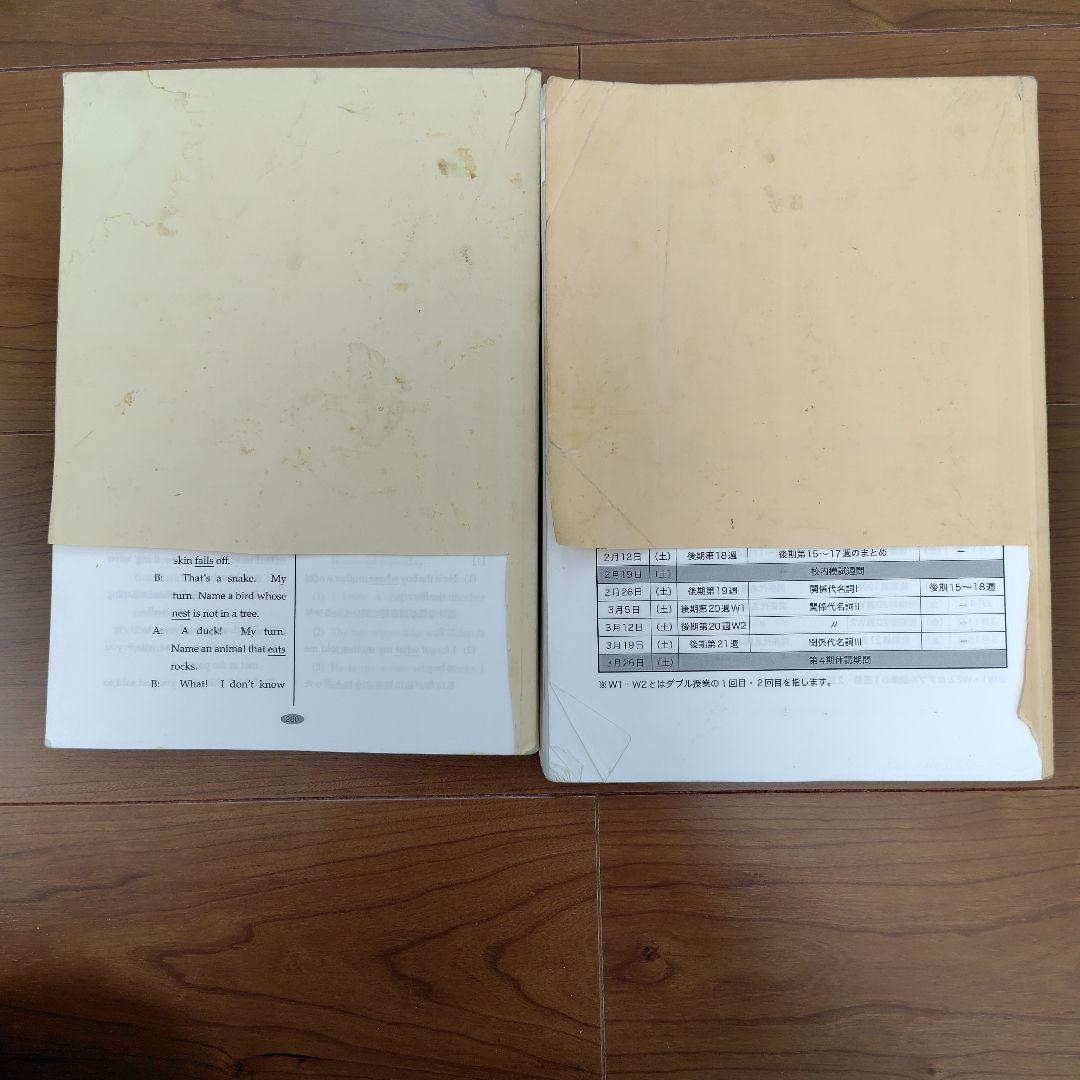 skin falls off.
B: That's a snake. My
turn. Name a bird whose
nest is not in a tree.
A: A duck! My turn.
Name an animal that eats
rocks.
B: What! I don't know
280
2月12日 (土) 後期第18週 後期第15〜17週のまとめ ー
2月19日 (土) 校内模試週間
2月26日 (土) 後期第19週 関係代名詞I 後期15〜18週
3月5日 (土) 後期第20週W1 関係代名詞II ー
3月12日 (土) 後期第20週W2 〃 ー
3月19日 (土) 後期第21週 関係代名詞III ー
3月26日 (土) 第4期休講期間
※W1・W2とはダブル授業の1回目・2回目を指します。